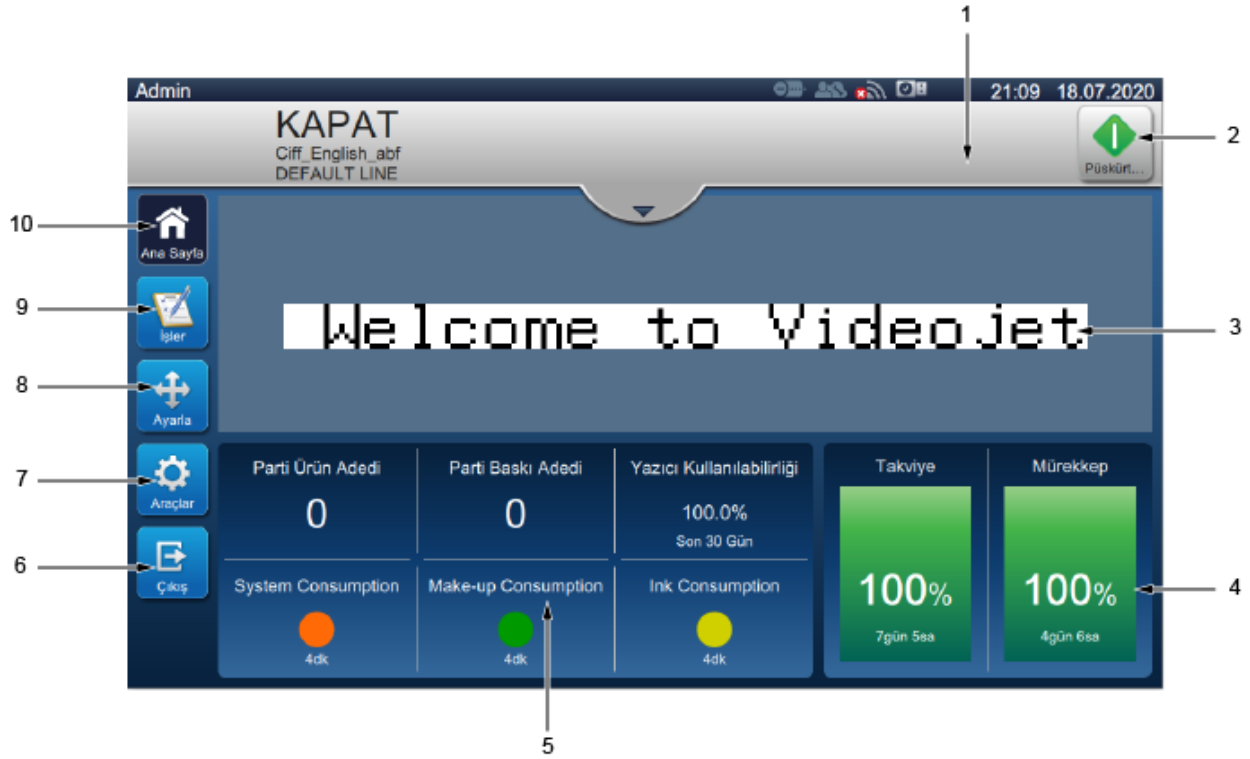 1
Admin 21:09 18.07.2020
KAPAT
Ciff_English_abf
DEFAULT LINE
Püskürt...
2
10
Ana Sayfa
9
İşler
Welcome to Videojet
3
8
Ayarla
7
Araçlar
Parti Ürün Adedi
0
Parti Baskı Adedi
0
Yazıcı Kullanılabilirliği
100.0%
Son 30 Gün
Takviye
100%
7gün 5sa
Mürekkep
100%
4gün 6sa
4
6
Çıkış
System Consumption
4dk
Make-up Consumption
4dk
Ink Consumption
4dk
5